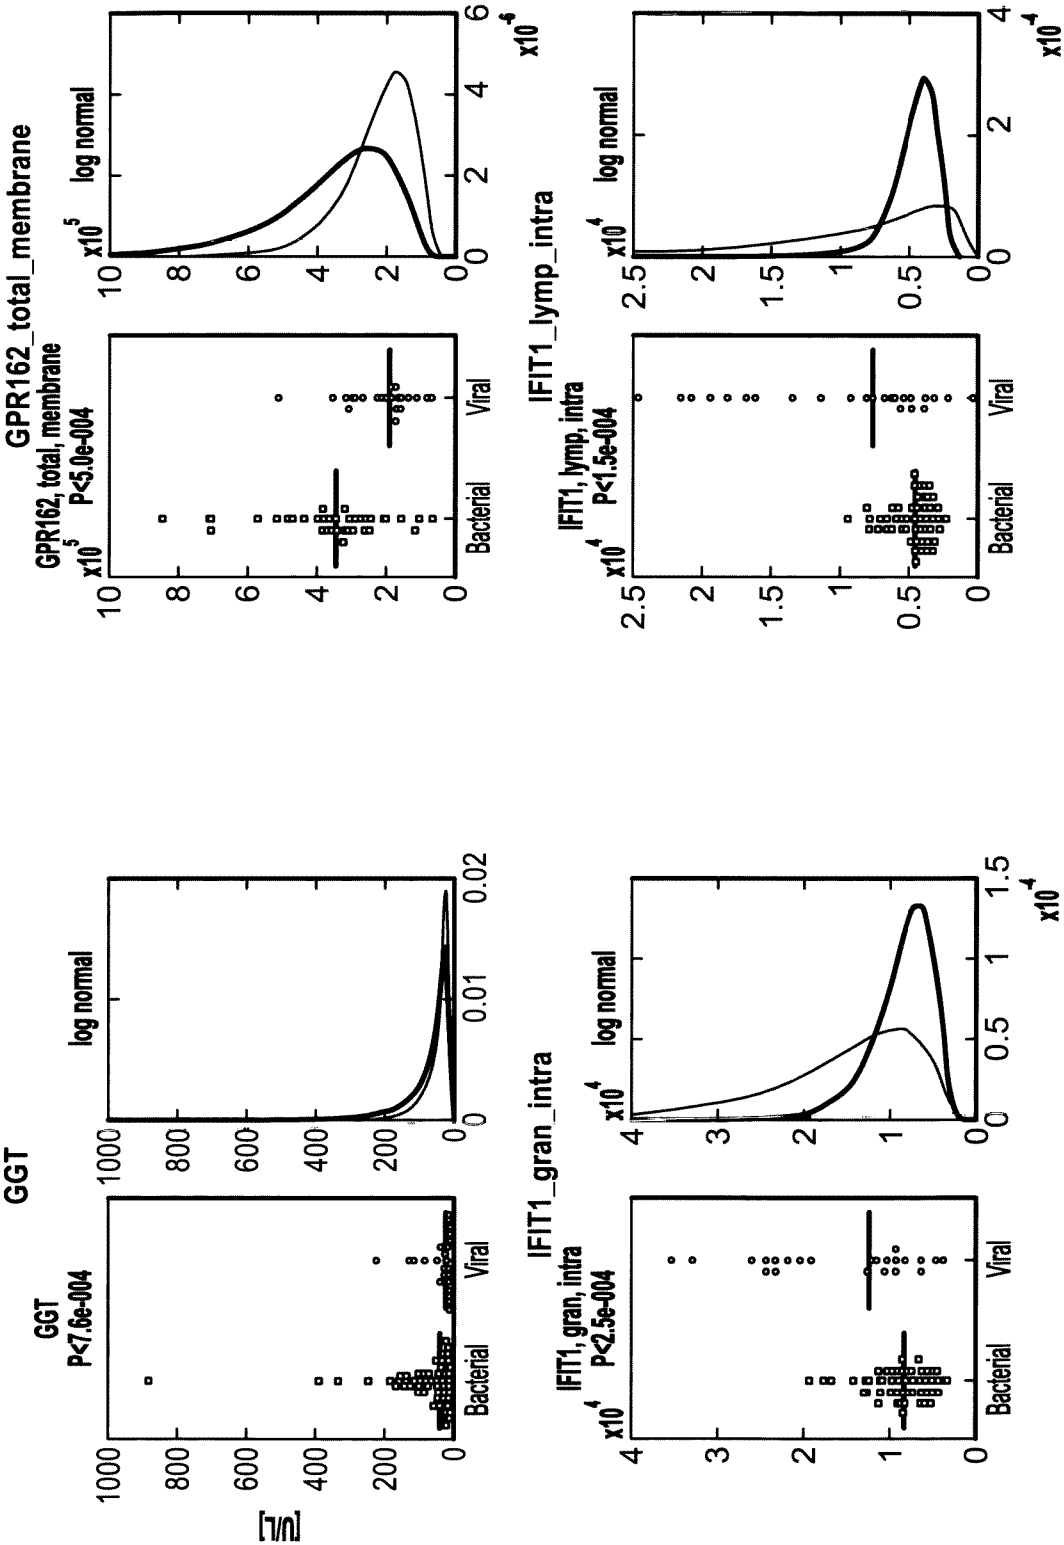 GGT
GGT
P<7.6e-004
log normal
[U/L]
1000
800
600
400
200
0
Bacterial
Viral
1000
800
600
400
200
0
0
0.01
0.02
GPR162_total_membrane
GPR162, total, membrane
P<5.0e-004
log normal
x10^5
10
8
6
4
2
0
Bacterial
Viral
x10^5
10
8
6
4
2
0
0
2
4
6
x10^-6
IFIT1_gran_intra
IFIT1, gran, intra
P<2.5e-004
log normal
x10^4
4
3
2
1
0
Bacterial
Viral
x10^4
4
3
2
1
0
0
0.5
1
1.5
x10^-4
IFIT1_lymp_intra
IFIT1, lymp, intra
P<1.5e-004
log normal
x10^4
2.5
2
1.5
1
0.5
0
Bacterial
Viral
x10^4
2.5
2
1.5
1
0.5
0
0
2
4
x10^-4